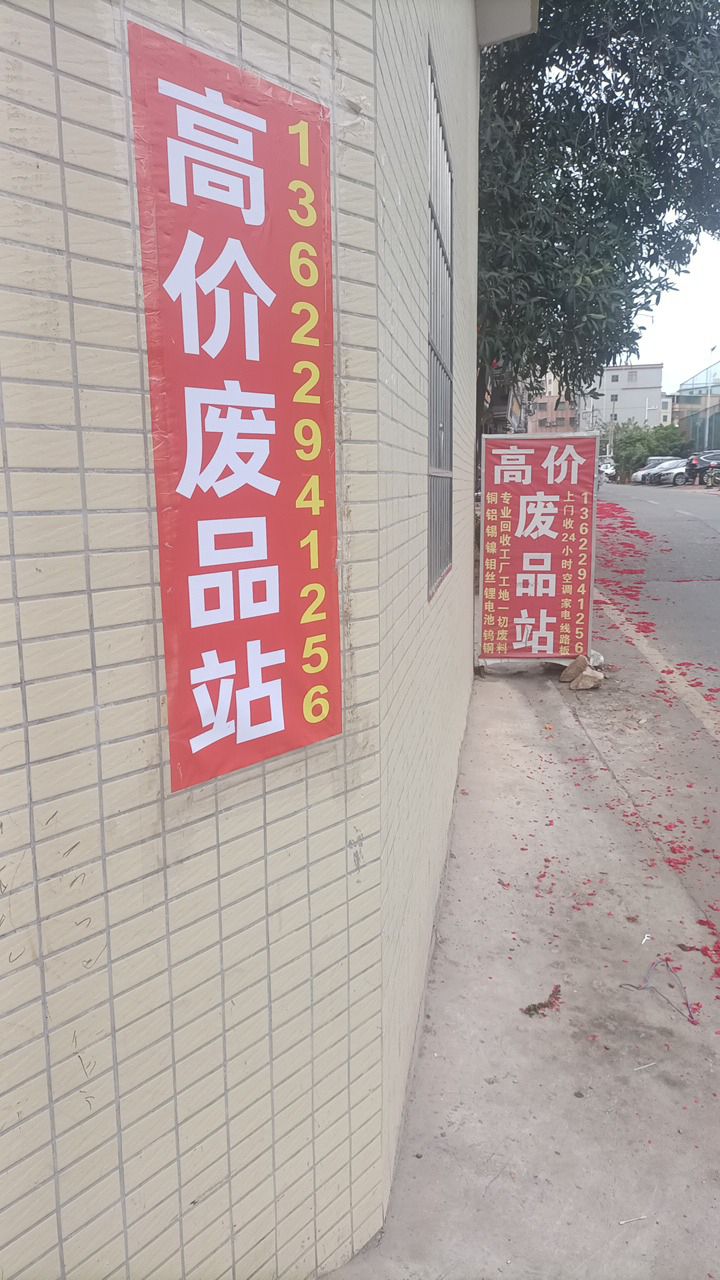 高价废品站
13622941256
高价
废品站
铜铝锡镍钼丝锂电池钨铜
专业回收工厂工地一切废料
上门收24小时空调家电线路板
13622941256